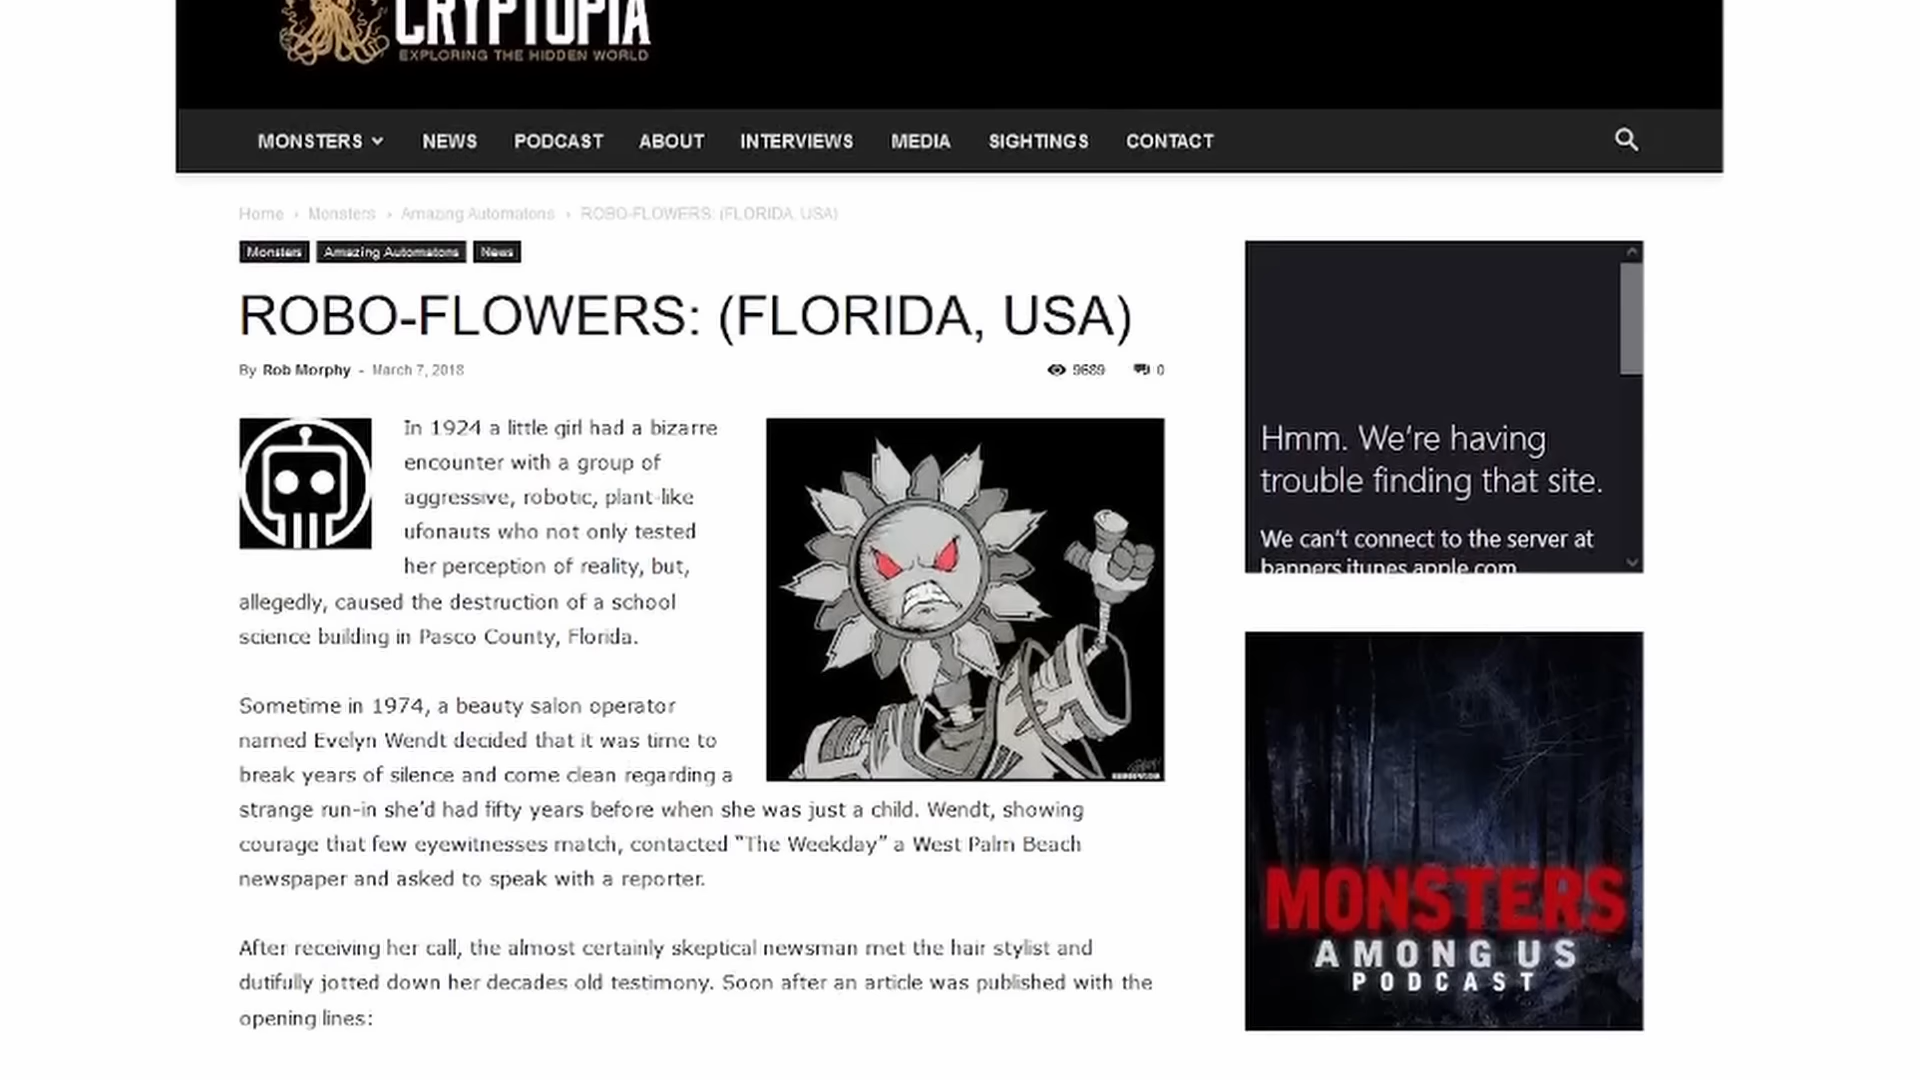 CRYPTOPIA
EXPLORING THE HIDDEN WORLD
MONSTERS NEWS PODCAST ABOUT INTERVIEWS MEDIA SIGHTINGS CONTACT
Home › Monsters › Amazing Automatons › ROBO-FLOWERS: (FLORIDA, USA)
Monsters Amazing Automatons News
ROBO-FLOWERS: (FLORIDA, USA)
By Rob Morphy - March 7, 2018 9689 0
In 1924 a little girl had a bizarre
encounter with a group of
aggressive, robotic, plant-like
ufonauts who not only tested
her perception of reality, but,
allegedly, caused the destruction of a school
science building in Pasco County, Florida.
Sometime in 1974, a beauty salon operator
named Evelyn Wendt decided that it was time to
break years of silence and come clean regarding a
strange run-in she’d had fifty years before when she was just a child. Wendt, showing
courage that few eyewitnesses match, contacted “The Weekday” a West Palm Beach
newspaper and asked to speak with a reporter.
After receiving her call, the almost certainly skeptical newsman met the hair stylist and
dutifully jotted down her decades old testimony. Soon after an article was published with the
opening lines:
Hmm. We’re having
trouble finding that site.
We can’t connect to the server at
banners.itunes.apple.com
MONSTERS
AMONG US
PODCAST